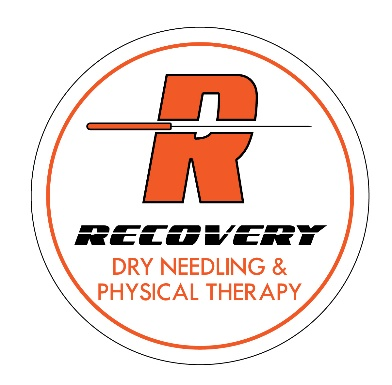 R
RECOVERY
DRY NEEDLING &
PHYSICAL THERAPY